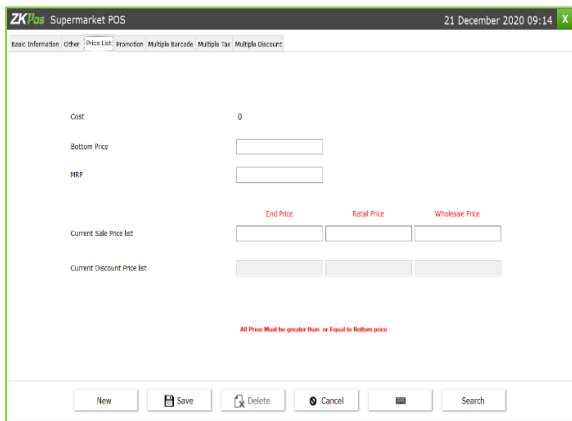 ZKPos Supermarket POS 21 December 2020 09:14 X
Basic Information Other Price List Promotion Multiple Barcode Multiple Tax Multiple Discount
Cost 0
Bottom Price
MRP
End Price Retail Price Wholesale Price
Current Sale Price list
Current Discount Price list
All Price Must be greater than or Equal to Bottom price
New Save Delete Cancel Search